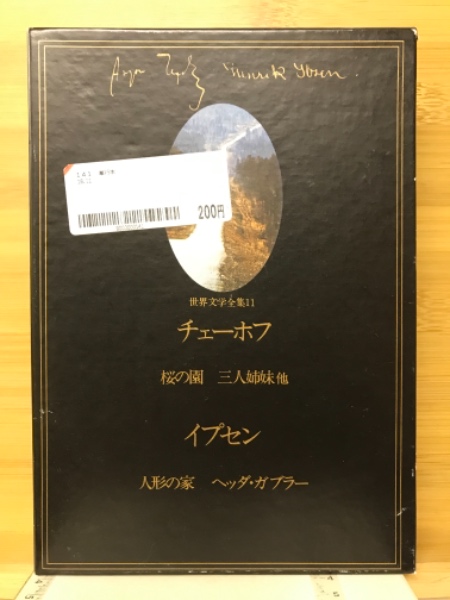 Henrik Ibsen.
200円
世界文学全集11
チェーホフ
桜の園 三人姉妹他
イプセン
人形の家 ヘッダ・ガブラー